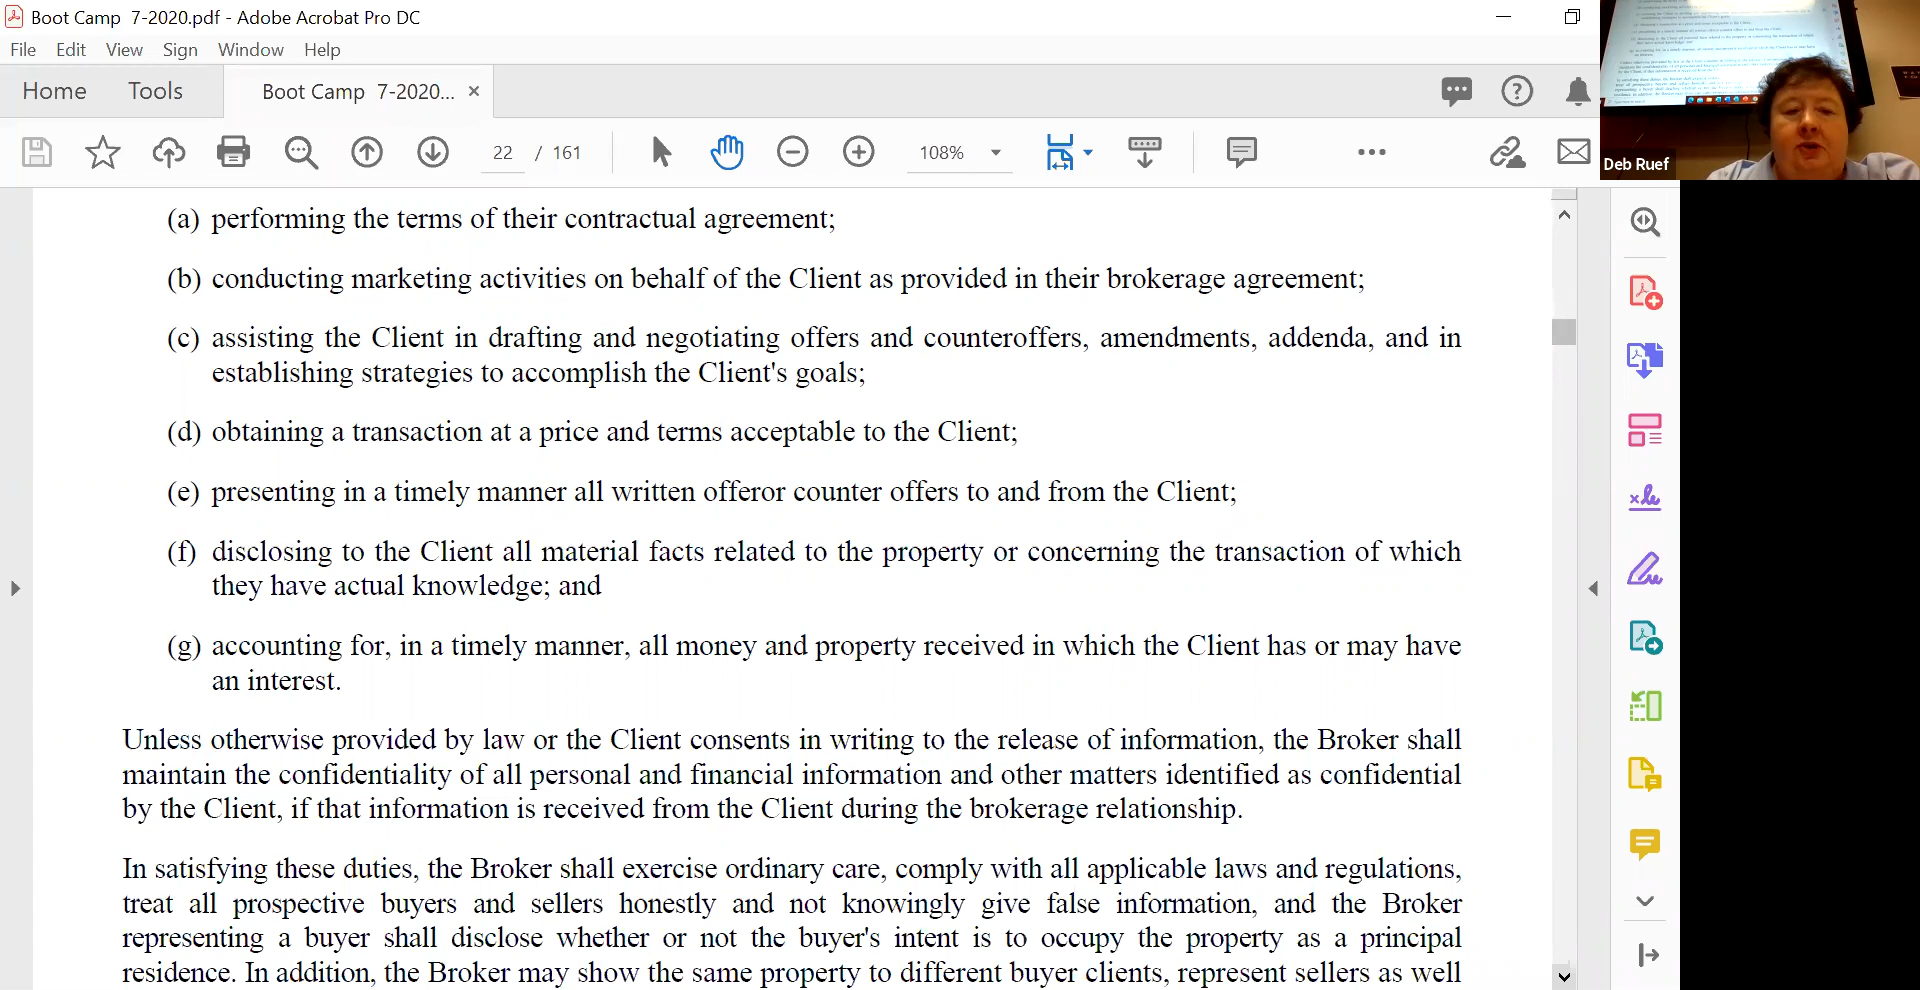 Boot Camp 7-2020.pdf - Adobe Acrobat Pro DC
File Edit View Sign Window Help
Home Tools Boot Camp 7-2020... ×
22 / 161 108%
Deb Ruef
(a) performing the terms of their contractual agreement;
(b) conducting marketing activities on behalf of the Client as provided in their brokerage agreement;
(c) assisting the Client in drafting and negotiating offers and counteroffers, amendments, addenda, and in
establishing strategies to accomplish the Client's goals;
(d) obtaining a transaction at a price and terms acceptable to the Client;
(e) presenting in a timely manner all written offeror counter offers to and from the Client;
(f) disclosing to the Client all material facts related to the property or concerning the transaction of which
they have actual knowledge; and
(g) accounting for, in a timely manner, all money and property received in which the Client has or may have
an interest.
Unless otherwise provided by law or the Client consents in writing to the release of information, the Broker shall
maintain the confidentiality of all personal and financial information and other matters identified as confidential
by the Client, if that information is received from the Client during the brokerage relationship.
In satisfying these duties, the Broker shall exercise ordinary care, comply with all applicable laws and regulations,
treat all prospective buyers and sellers honestly and not knowingly give false information, and the Broker
representing a buyer shall disclose whether or not the buyer's intent is to occupy the property as a principal
residence. In addition, the Broker may show the same property to different buyer clients, represent sellers as well